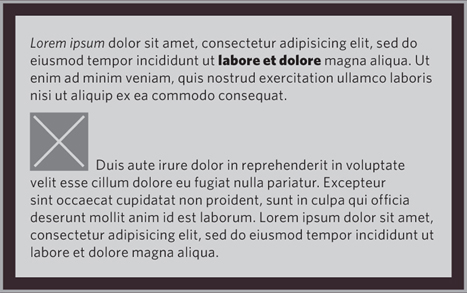 Lorem ipsum dolor sit amet, consectetur adipisicing elit, sed do
eiusmod tempor incididunt ut labore et dolore magna aliqua. Ut
enim ad minim veniam, quis nostrud exercitation ullamco laboris
nisi ut aliquip ex ea commodo consequat.
Duis aute irure dolor in reprehenderit in voluptate
velit esse cillum dolore eu fugiat nulla pariatur. Excepteur
sint occaecat cupidatat non proident, sunt in culpa qui officia
deserunt mollit anim id est laborum. Lorem ipsum dolor sit amet,
consectetur adipisicing elit, sed do eiusmod tempor incididunt ut
labore et dolore magna aliqua.